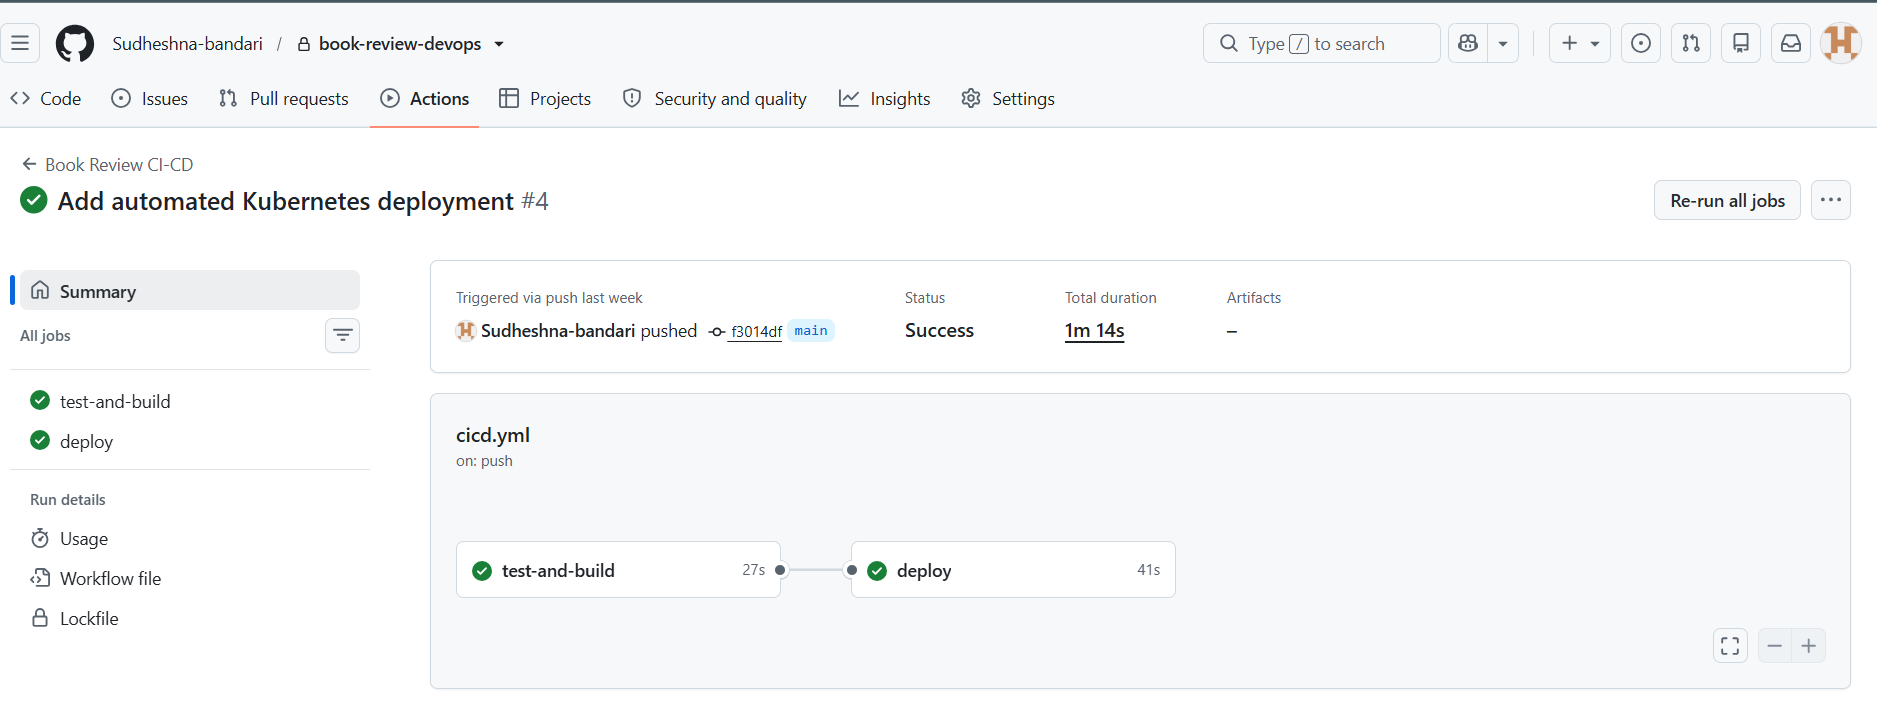 Sudheshna-bandari / book-review-devops
Type / to search
Code Issues Pull requests Actions Projects Security and quality Insights Settings
Book Review CI-CD
Add automated Kubernetes deployment #4
Re-run all jobs
Summary
All jobs
test-and-build
deploy
Run details
Usage
Workflow file
Lockfile
Triggered via push last week
Sudheshna-bandari pushed f3014df main
Status
Success
Total duration
1m 14s
Artifacts
–
cicd.yml
on: push
test-and-build 27s
deploy 41s